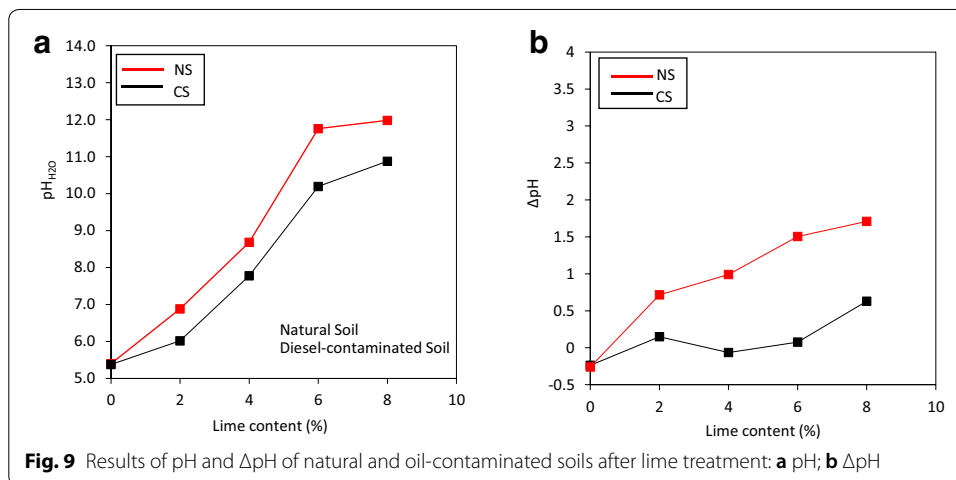 a
14.0
13.0
12.0
11.0
10.0
9.0
8.0
7.0
6.0
5.0
pH_H2O
NS
CS
Natural Soil
Diesel-contaminated Soil
0 2 4 6 8 10
Lime content (%)
b
4
3.5
3
2.5
2
1.5
1
0.5
0
-0.5
ΔpH
NS
CS
0 2 4 6 8 10
Lime content (%)
Fig. 9 Results of pH and ΔpH of natural and oil-contaminated soils after lime treatment: a pH; b ΔpH